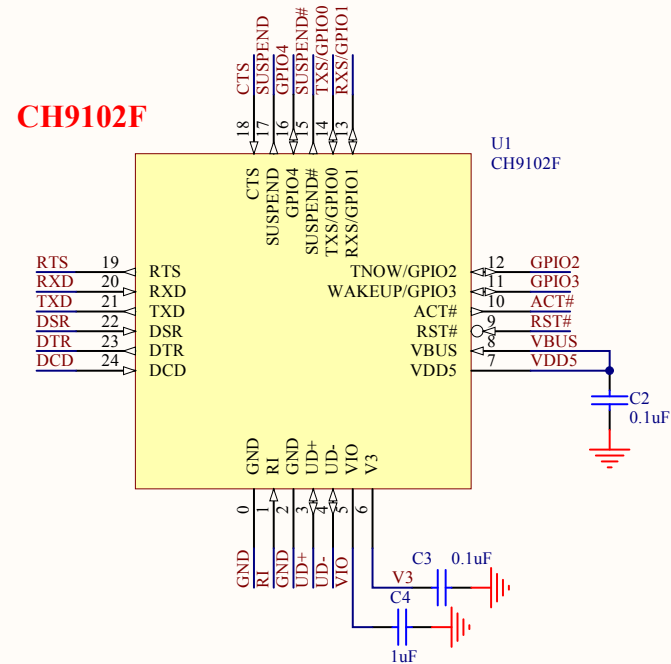 CTS
SUSPEND
GPIO4
SUSPEND#
TXS/GPIO0
RXS/GPIO1
CH9102F
18
17
16
15
14
13
U1
CH9102F
CTS
SUSPEND
GPIO4
SUSPEND#
TXS/GPIO0
RXS/GPIO1
RTS 19 RTS
RXD 20 RXD
TXD 21 TXD
DSR 22 DSR
DTR 23 DTR
DCD 24 DCD
TNOW/GPIO2 12 GPIO2
WAKEUP/GPIO3 11 GPIO3
ACT# 10 ACT#
RST# 9 RST#
VBUS 8 VBUS
VDD5 7 VDD5
C2
0.1uF
GND
RI
GND
UD+
UD-
VIO
V3
0
1
2
3
4
5
6
GND
RI
GND
UD+
UD-
VIO
C3 0.1uF
V3
C4
1uF